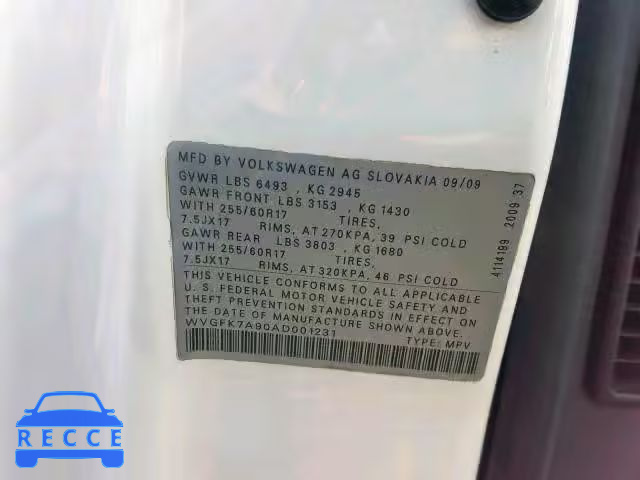 MFD BY VOLKSWAGEN AG SLOVAKIA 09/09
GVWR LBS 6493 , KG 2945
GAWR FRONT LBS 3153 , KG 1430
WITH 255/60R17 TIRES,
7.5JX17 RIMS, AT 270KPA, 39 PSI COLD
GAWR REAR LBS 3803 , KG 1680
WITH 255/60R17 TIRES,
7.5JX17 RIMS, AT 320KPA, 46 PSI COLD
THIS VEHICLE CONFORMS TO ALL APPLICABLE
U.S. FEDERAL MOTOR VEHICLE SAFETY AND
THEFT PREVENTION STANDARDS IN EFFECT ON
THE DATE OF MANUFACTURE SHOWN ABOVE.
WVGFK7A90AD001231
TYPE: MPV
4114199 2009 37
RECCE